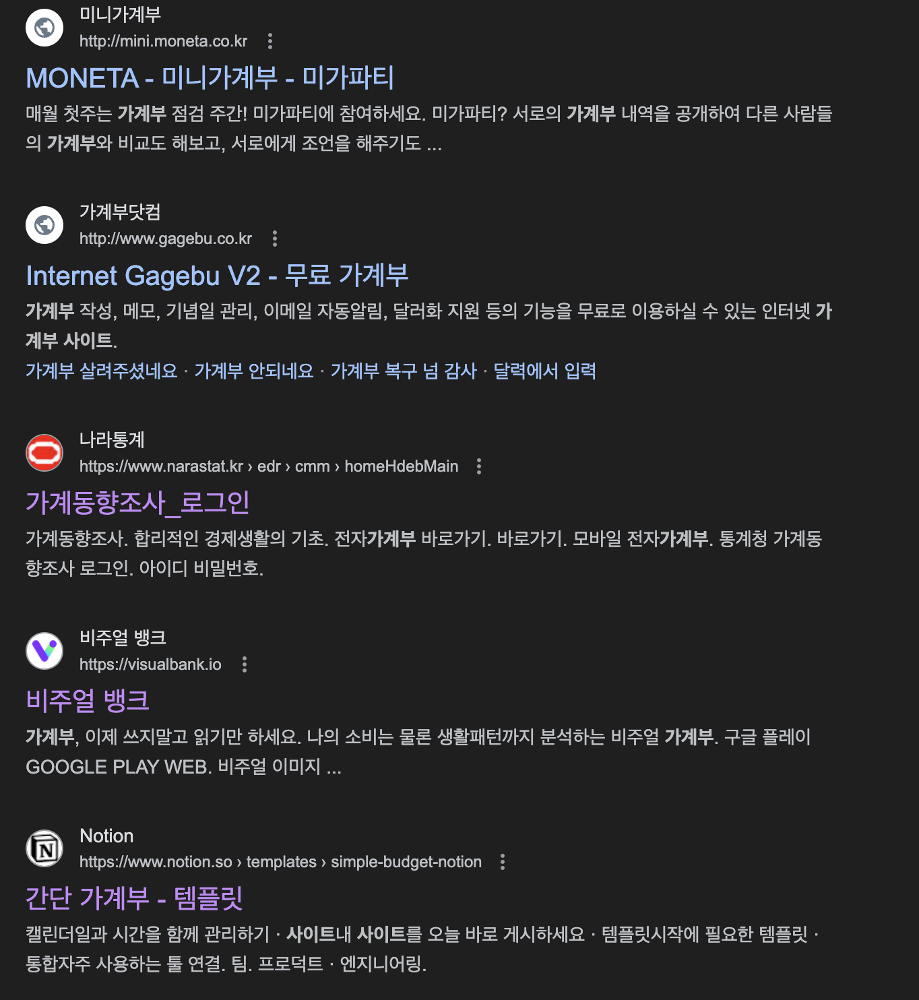 미니가계부
http://mini.moneta.co.kr
MONETA - 미니가계부 - 미가파티
매월 첫주는 가계부 점검 주간! 미가파티에 참여하세요. 미가파티? 서로의 가계부 내역을 공개하여 다른 사람들
의 가계부와 비교도 해보고, 서로에게 조언을 해주기도 ...
가계부닷컴
http://www.gagebu.co.kr
Internet Gagebu V2 - 무료 가계부
가계부 작성, 메모, 기념일 관리, 이메일 자동알림, 달러화 지원 등의 기능을 무료로 이용하실 수 있는 인터넷 가
계부 사이트.
가계부 살려주셨네요 · 가계부 안되네요 · 가계부 복구 넘 감사 · 달력에서 입력
나라통계
https://www.narastat.kr › edr › cmm › homeHdebMain
가계동향조사_로그인
가계동향조사. 합리적인 경제생활의 기초. 전자가계부 바로가기. 바로가기. 모바일 전자가계부. 통계청 가계동
향조사 로그인. 아이디 비밀번호.
비주얼 뱅크
https://visualbank.io
비주얼 뱅크
가계부, 이제 쓰지말고 읽기만 하세요. 나의 소비는 물론 생활패턴까지 분석하는 비주얼 가계부. 구글 플레이
GOOGLE PLAY WEB. 비주얼 이미지 ...
Notion
https://www.notion.so › templates › simple-budget-notion
간단 가계부 - 템플릿
캘린더일과 시간을 함께 관리하기 · 사이트내 사이트를 오늘 바로 게시하세요 · 템플릿시작에 필요한 템플릿 ·
통합자주 사용하는 툴 연결. 팀. 프로덕트 · 엔지니어링.